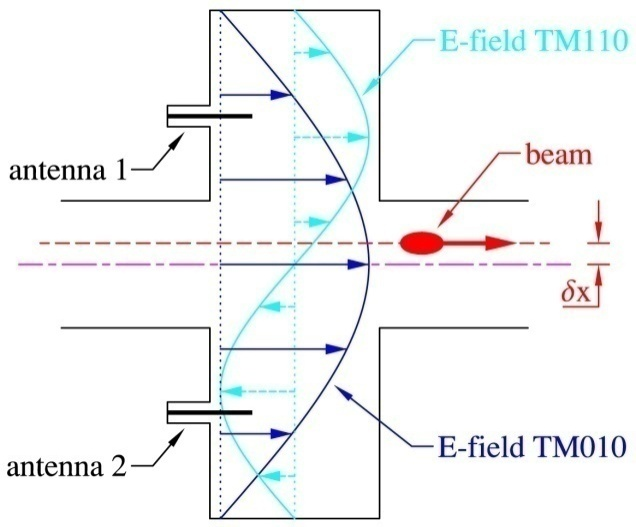 E-field TM110
antenna 1
beam
δx
antenna 2
E-field TM010